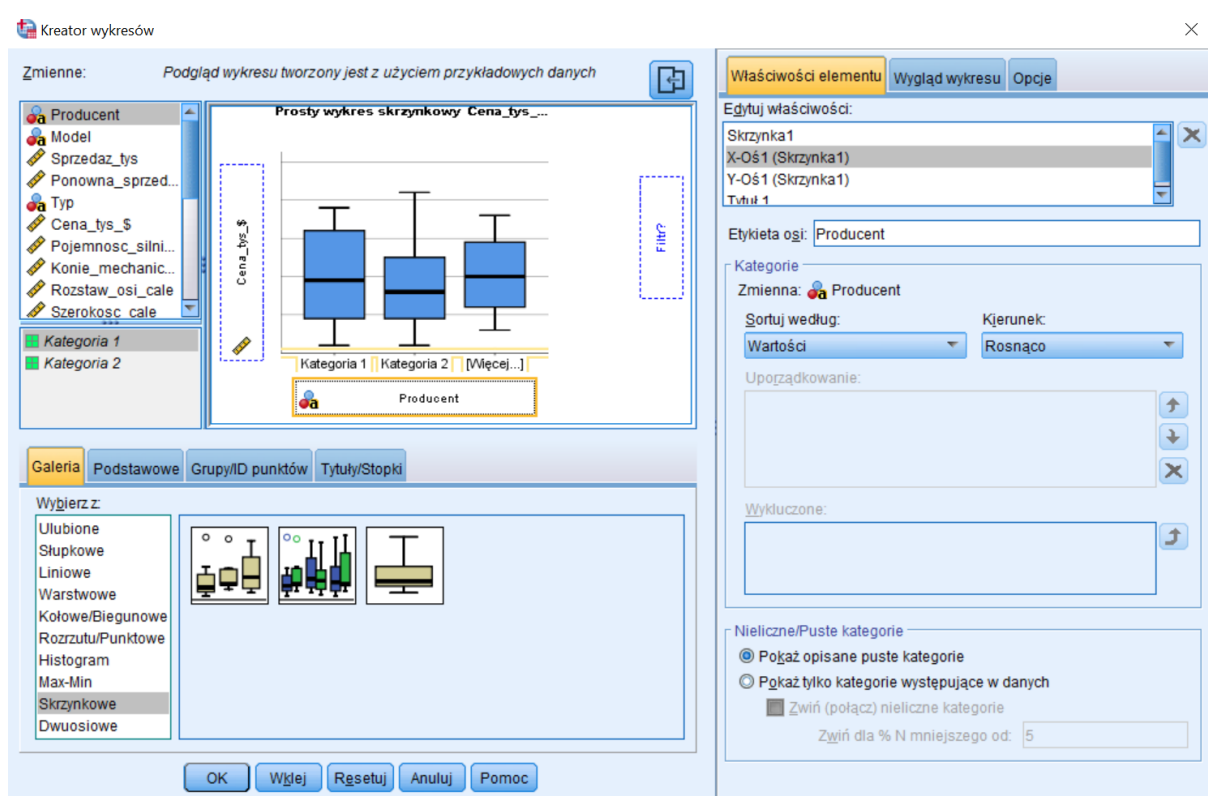 Kreator wykresów
Zmienne:
Podgląd wykresu tworzony jest z użyciem przykładowych danych
Producent
Model
Sprzedaz_tys
Ponowna_sprzed...
Typ
Cena_tys_$
Pojemnosc_silni...
Konie_mechanic...
Rozstaw_osi_cale
Szerokosc_cale
Kategoria 1
Kategoria 2
Prosty wykres skrzynkowy Cena_tys_...
Cena_tys_$
Filtr?
Kategoria 1 Kategoria 2 [Więcej...]
Producent
Galeria Podstawowe Grupy/ID punktów Tytuły/Stopki
Wybierz z:
Ulubione
Słupkowe
Liniowe
Warstwowe
Kołowe/Biegunowe
Rozrzutu/Punktowe
Histogram
Max-Min
Skrzynkowe
Dwuosiowe
OK Wklej Resetuj Anuluj Pomoc
Właściwości elementu Wygląd wykresu Opcje
Edytuj właściwości:
Skrzynka1
X-Oś1 (Skrzynka1)
Y-Oś1 (Skrzynka1)
Tytuł 1
Etykieta osi: Producent
Kategorie
Zmienna: Producent
Sortuj według: Kierunek:
Wartości Rosnąco
Uporządkowanie:
Wykluczone:
Nieliczne/Puste kategorie
Pokaż opisane puste kategorie
Pokaż tylko kategorie występujące w danych
Zwiń (połącz) nieliczne kategorie
Zwiń dla % N mniejszego od: 5